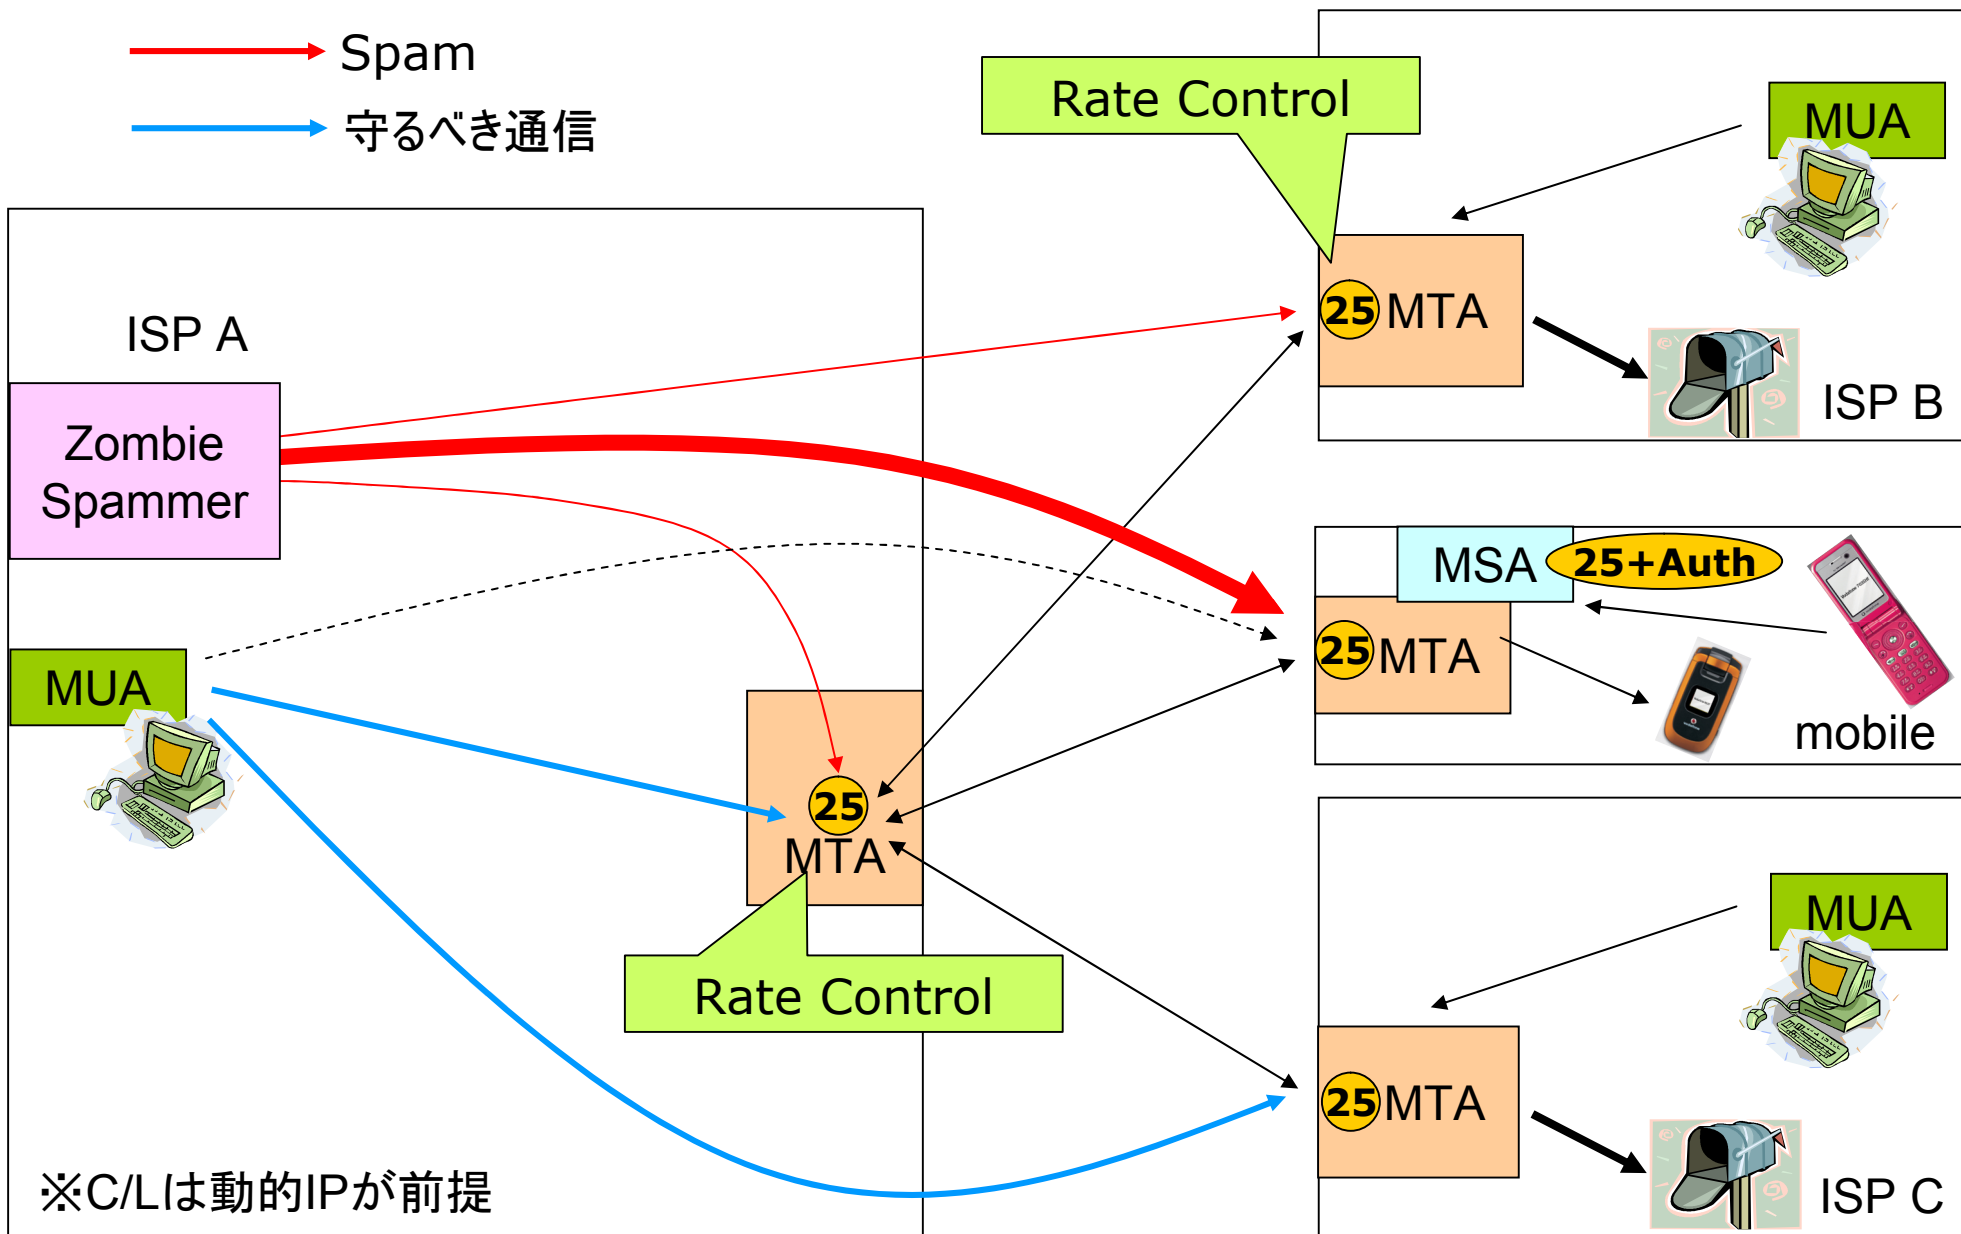 Spam
守るべき通信
Rate Control
MUA
25 MTA
ISP B
ISP A
Zombie
Spammer
MSA
25+Auth
25 MTA
mobile
MUA
25
MTA
Rate Control
MUA
25 MTA
ISP C
※C/Lは動的IPが前提